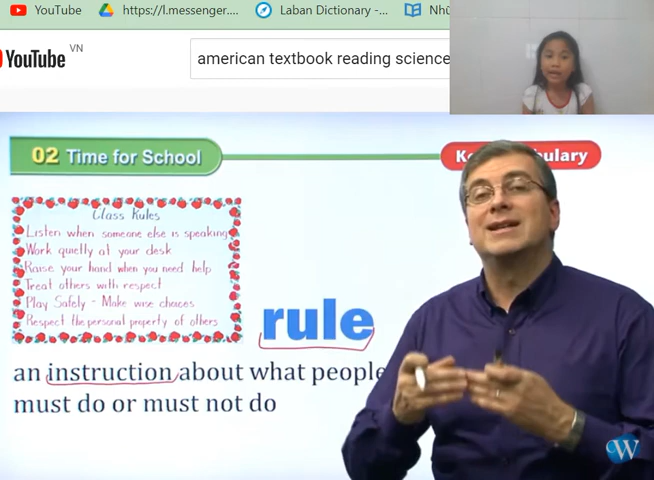 YouTube
https://l.messenger....
Laban Dictionary -...
YouTube VN
american textbook reading science
02 Time for School
Class Rules
Listen when someone else is speaking
Work quietly at your desk
Raise your hand when you need help
Treat others with respect
Play Safely - Make wise choices
Respect the personal property of others
rule
an instruction about what people
must do or must not do
W